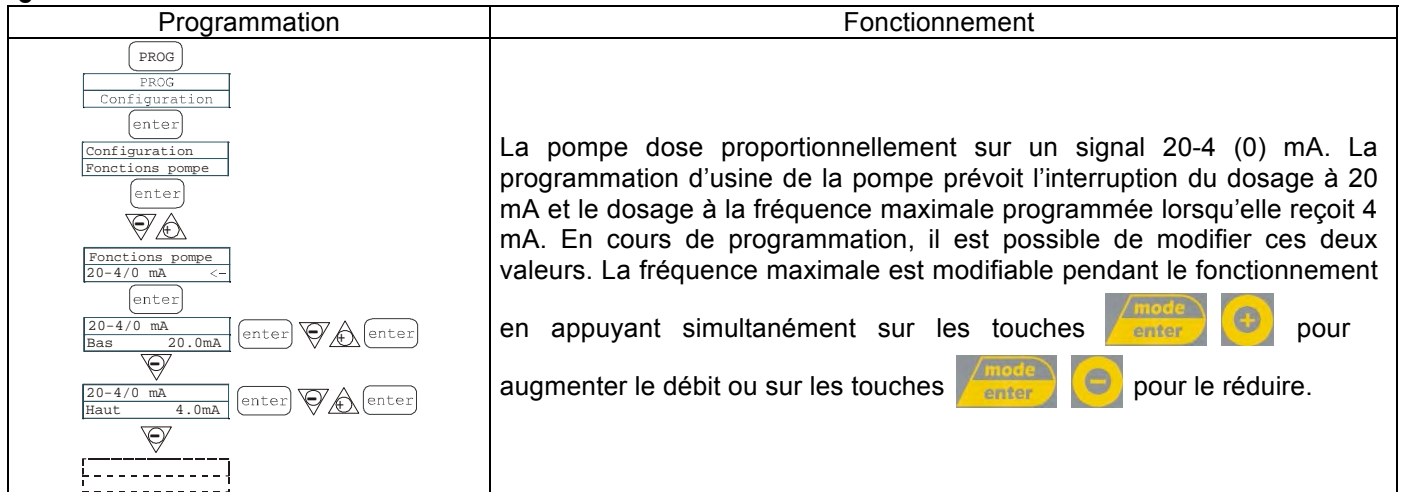 Programmation
Fonctionnement
PROG
PROG
Configuration
enter
Configuration
Fonctions pompe
enter
- +
Fonctions pompe
20-4/0 mA <-
enter
20-4/0 mA
Bas 20.0mA
enter - + enter
-
20-4/0 mA
Haut 4.0mA
enter - + enter
-
La pompe dose proportionnellement sur un signal 20-4 (0) mA. La
programmation d’usine de la pompe prévoit l’interruption du dosage à 20
mA et le dosage à la fréquence maximale programmée lorsqu’elle reçoit 4
mA. En cours de programmation, il est possible de modifier ces deux
valeurs. La fréquence maximale est modifiable pendant le fonctionnement
en appuyant simultanément sur les touches mode enter + pour
augmenter le débit ou sur les touches mode enter - pour le réduire.